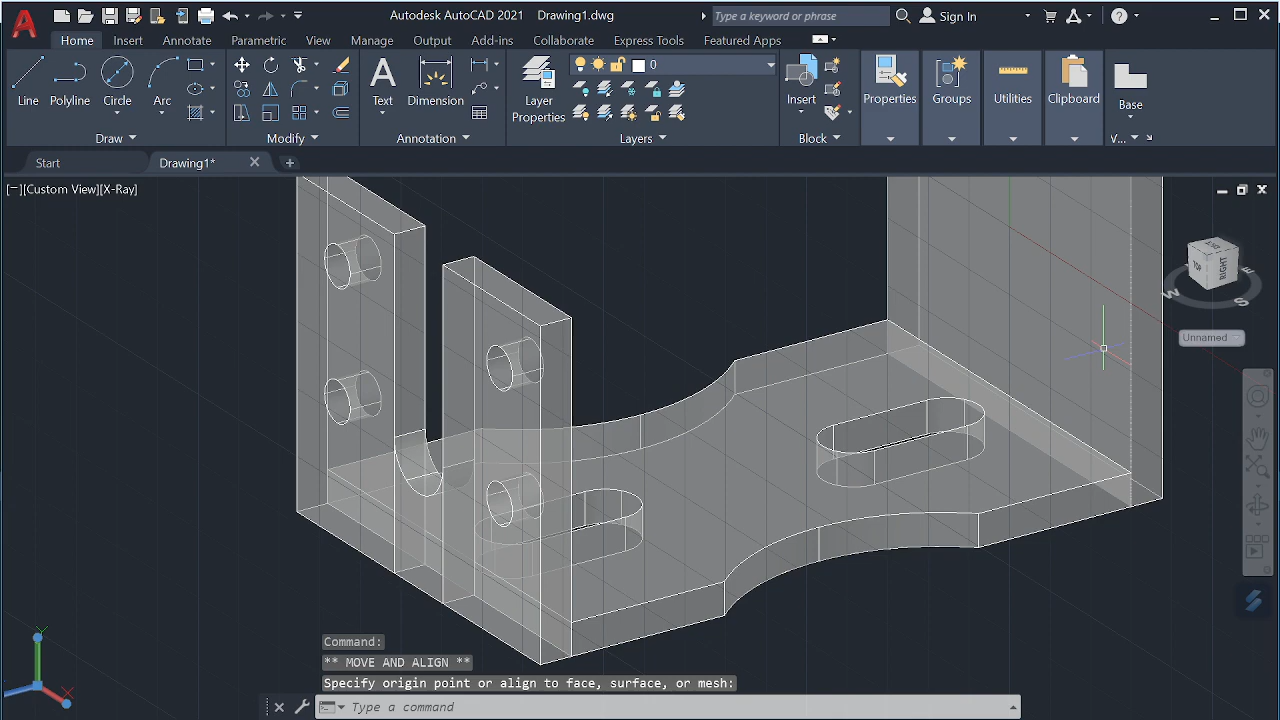 Autodesk AutoCAD 2021 Drawing1.dwg
Type a keyword or phrase
Sign In
Home Insert Annotate Parametric View Manage Output Add-ins Collaborate Express Tools Featured Apps
0
Line Polyline Circle Arc
Text Dimension
Layer
Properties
Insert
Properties Groups Utilities Clipboard Base
Draw Modify Annotation Layers Block V...
Start Drawing1*
[−][Custom View][X-Ray]
TOP RIGHT
W S E
Unnamed
Command:
** MOVE AND ALIGN **
Specify origin point or align to face, surface, or mesh:
Y
X
Type a command